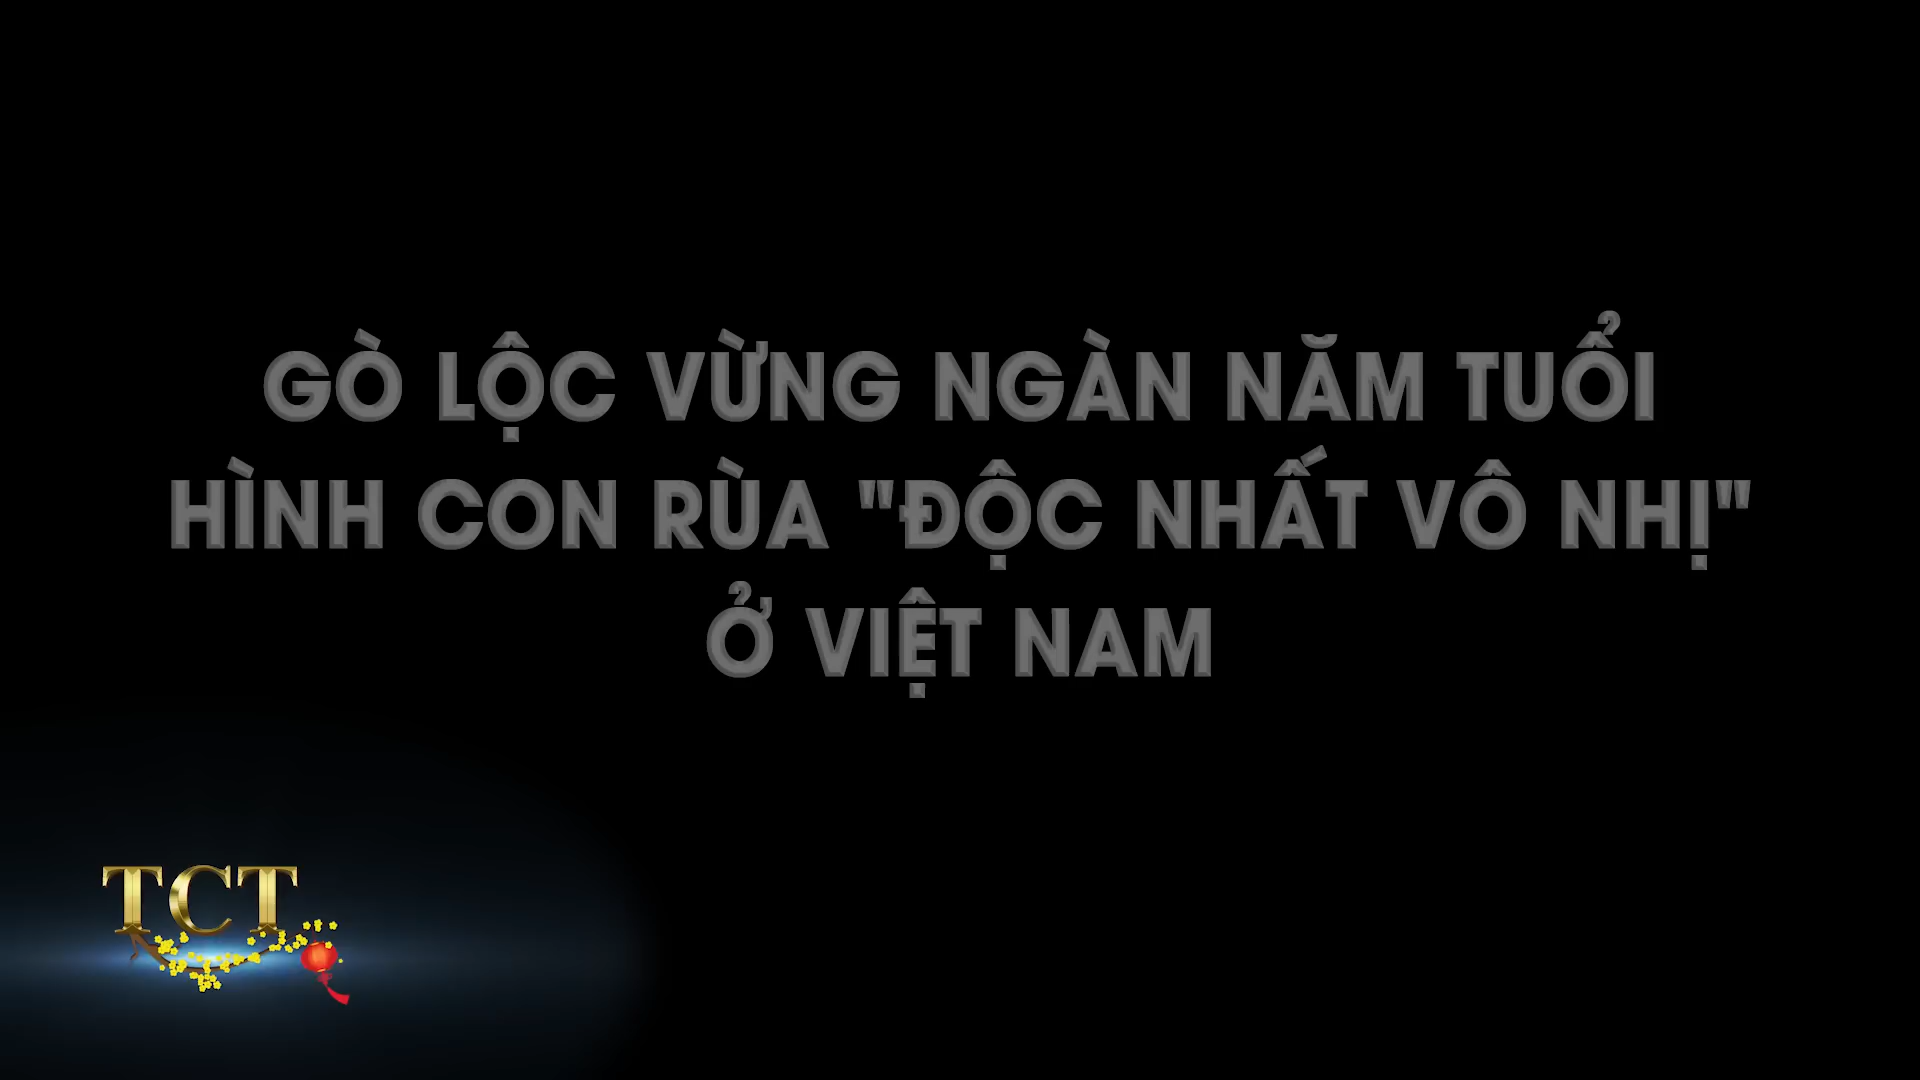 GÒ LỘC VỪNG NGÀN NĂM TUỔI
HÌNH CON RÙA "ĐỘC NHẤT VÔ NHỊ"
Ở VIỆT NAM
TCT